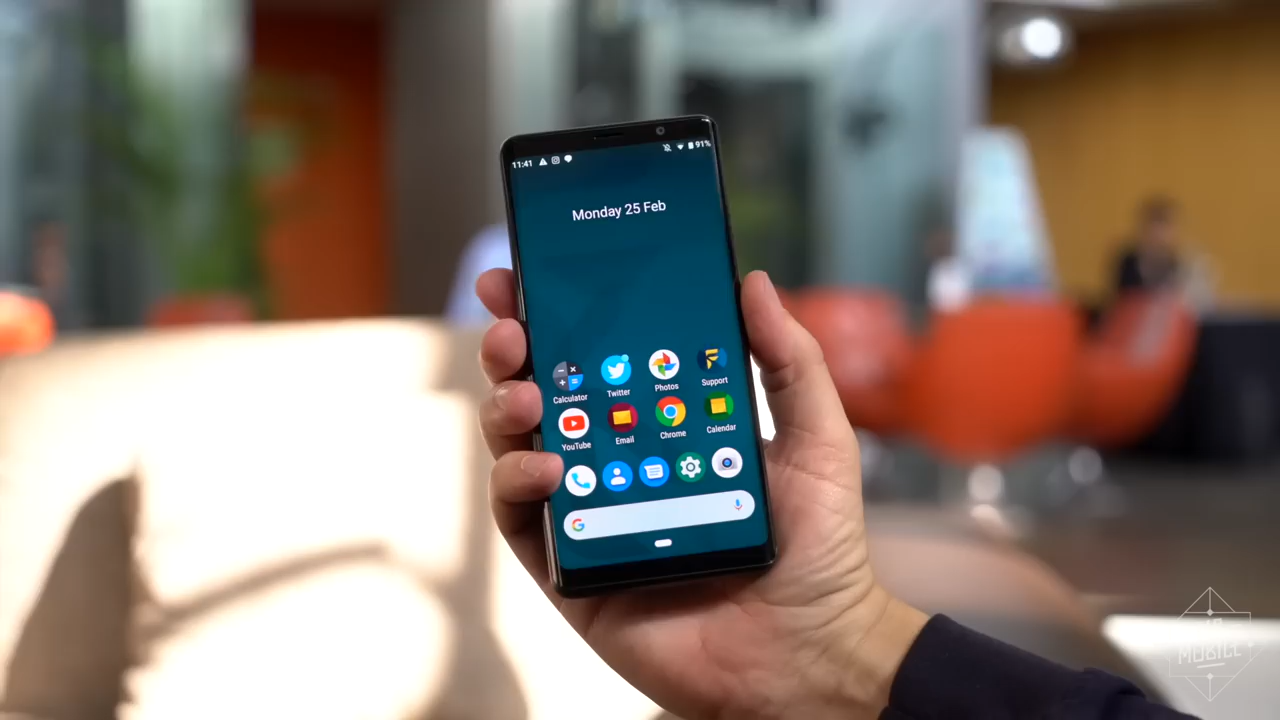 11:41
91%
Monday 25 Feb
Calculator
Twitter
Photos
Support
YouTube
Email
Chrome
Calendar
MOBILE